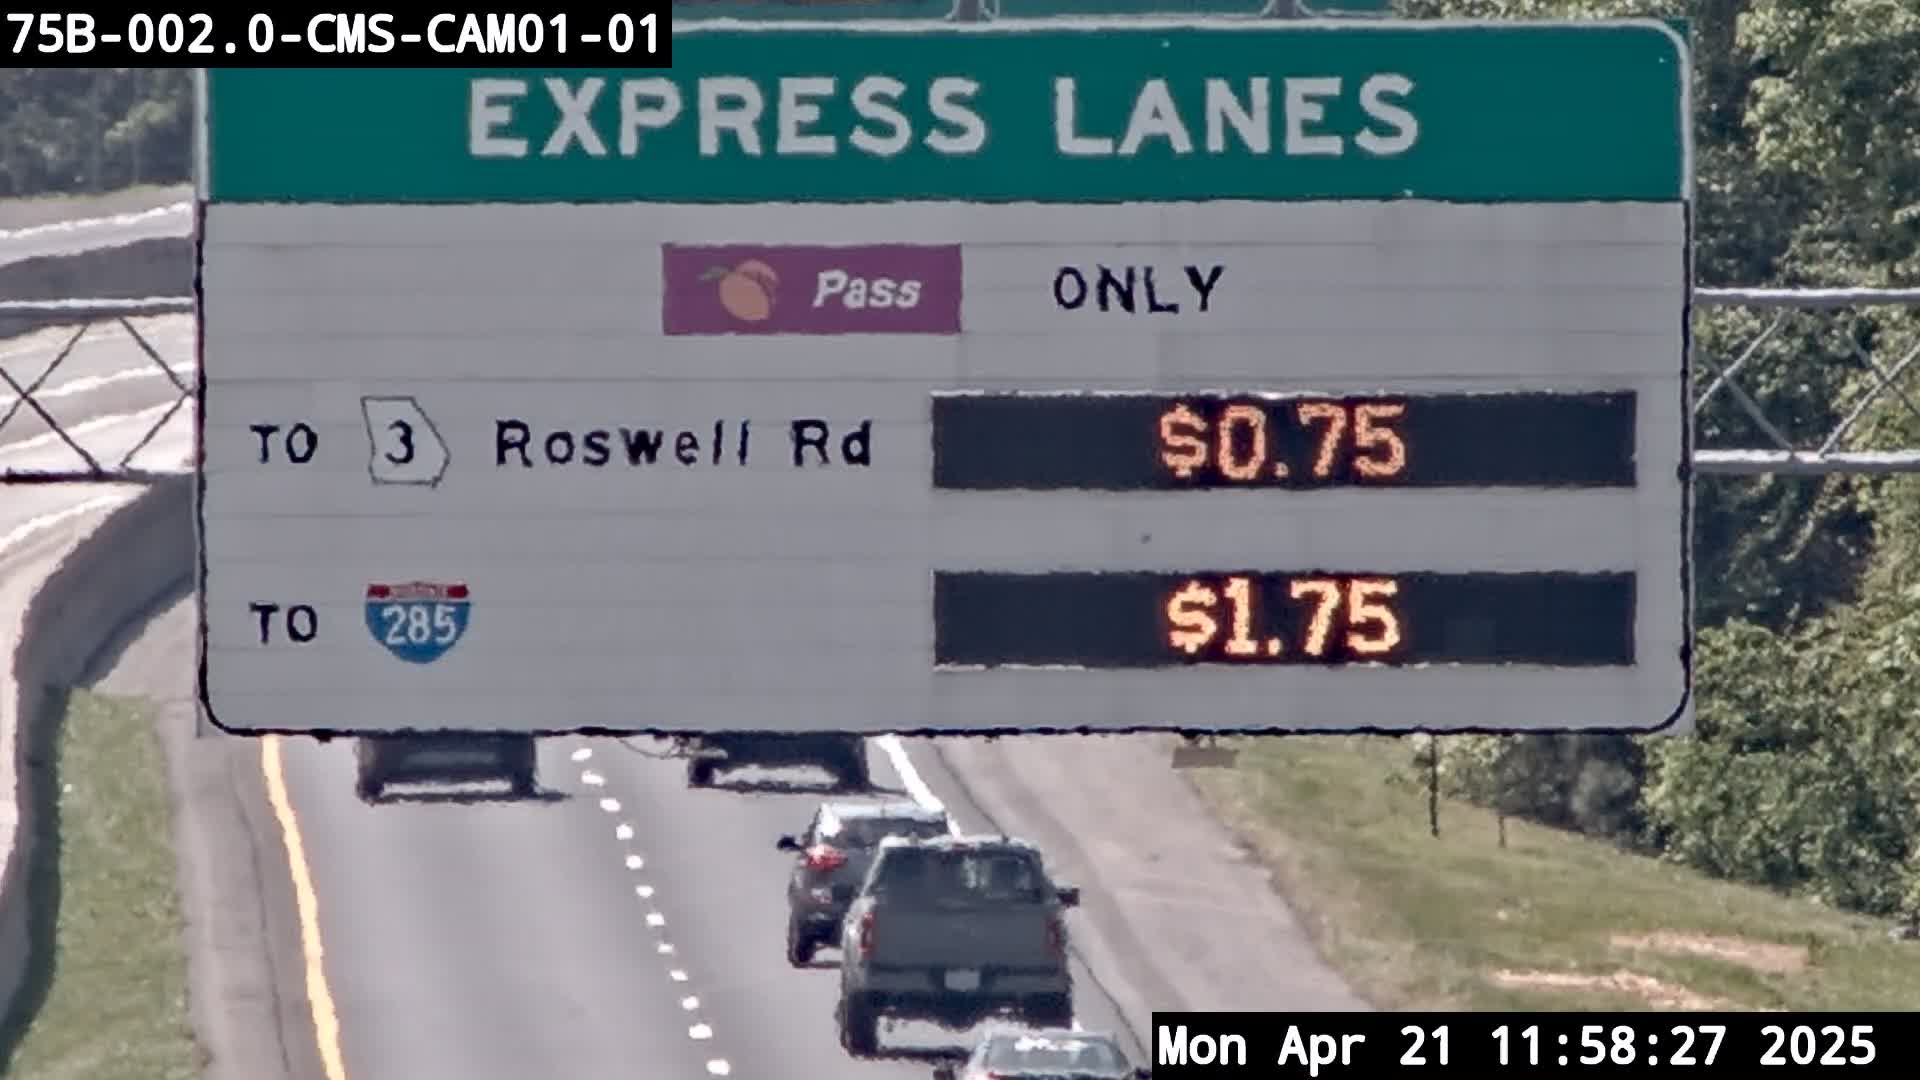 75B-002.0-CMS-CAM01-01
EXPRESS LANES
Pass ONLY
TO 3 Roswell Rd $0.75
TO 285 $1.75
Mon Apr 21 11:58:27 2025